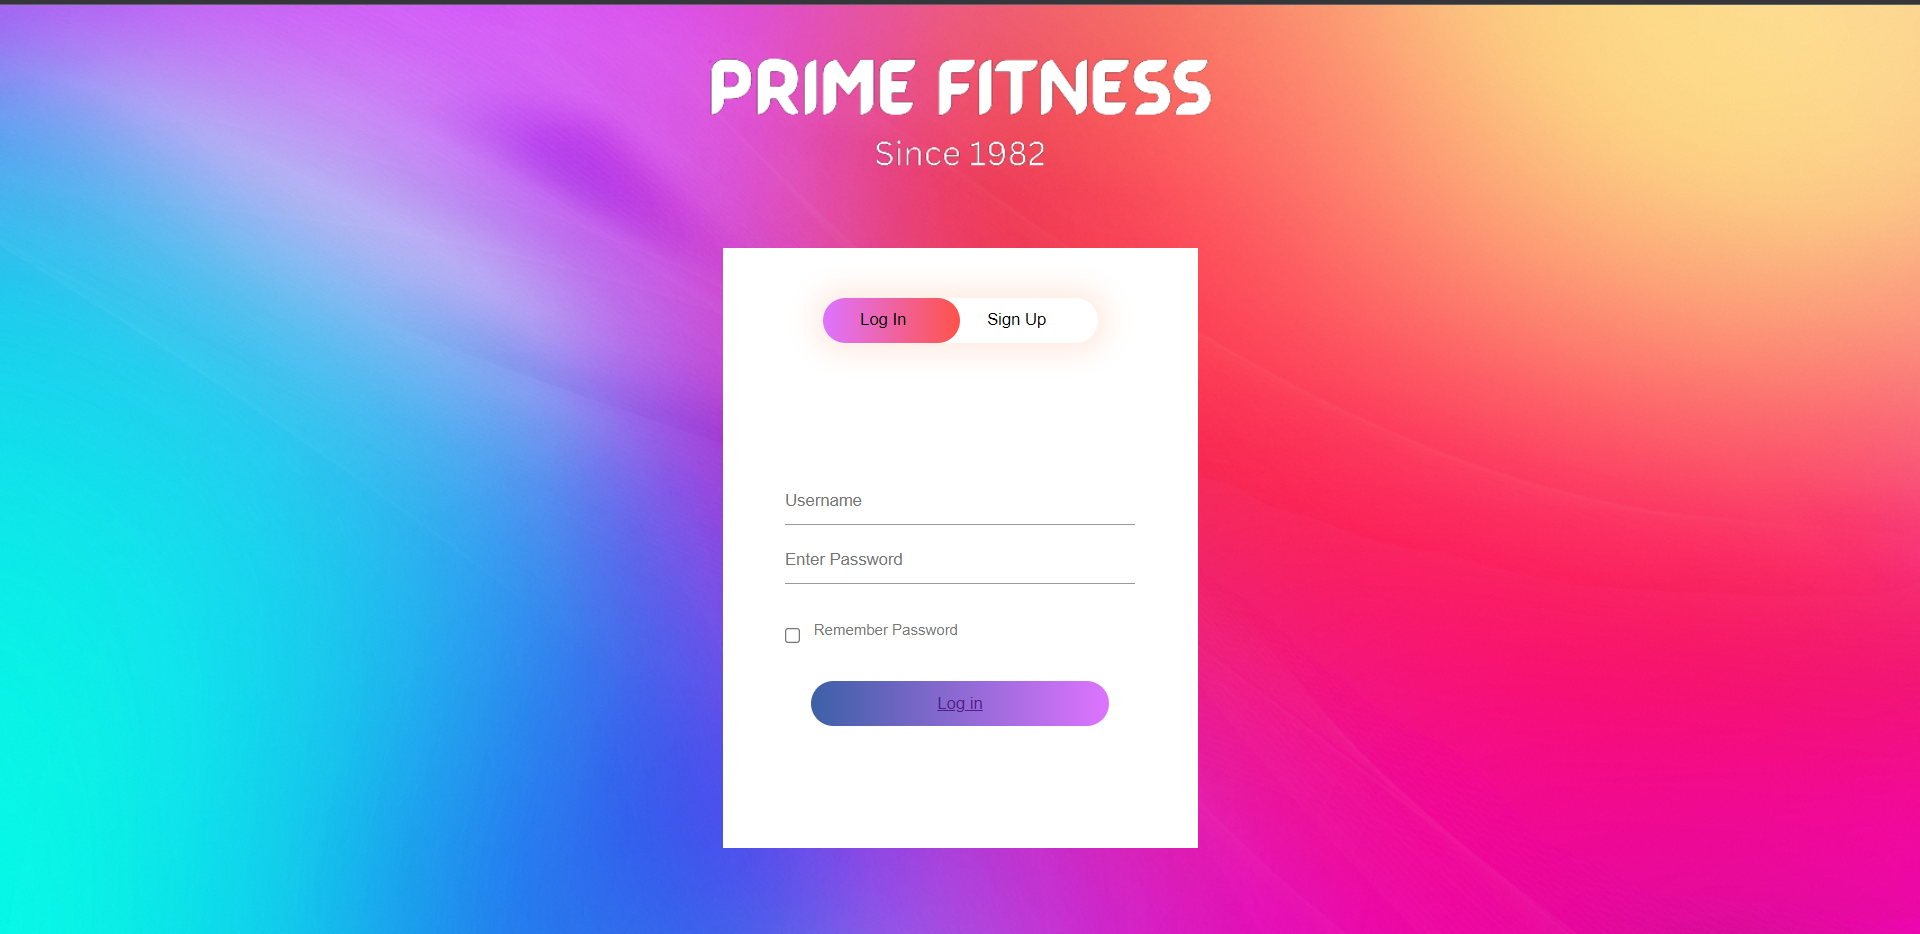 PRIME FITNESS
Since 1982
Log In Sign Up
Username
Enter Password
Remember Password
Log in